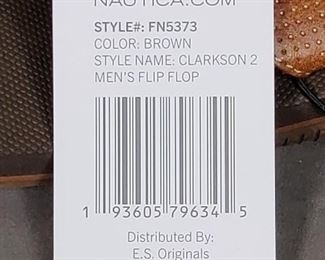 NAUTICA.COM
STYLE#: FN5373
COLOR: BROWN
STYLE NAME: CLARKSON 2
MEN'S FLIP FLOP
1 93605 79634 5
Distributed By:
E.S. Originals